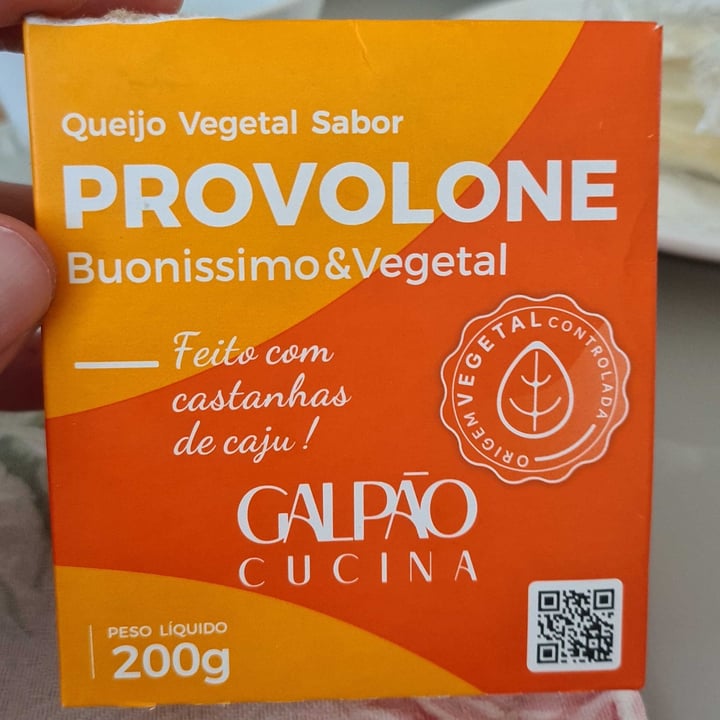 Queijo Vegetal Sabor
PROVOLONE
Buonissimo&Vegetal
Feito com
castanhas
de caju!
ORIGEM VEGETAL CONTROLADA
GALPÃO
CUCINA
PESO LÍQUIDO
200g